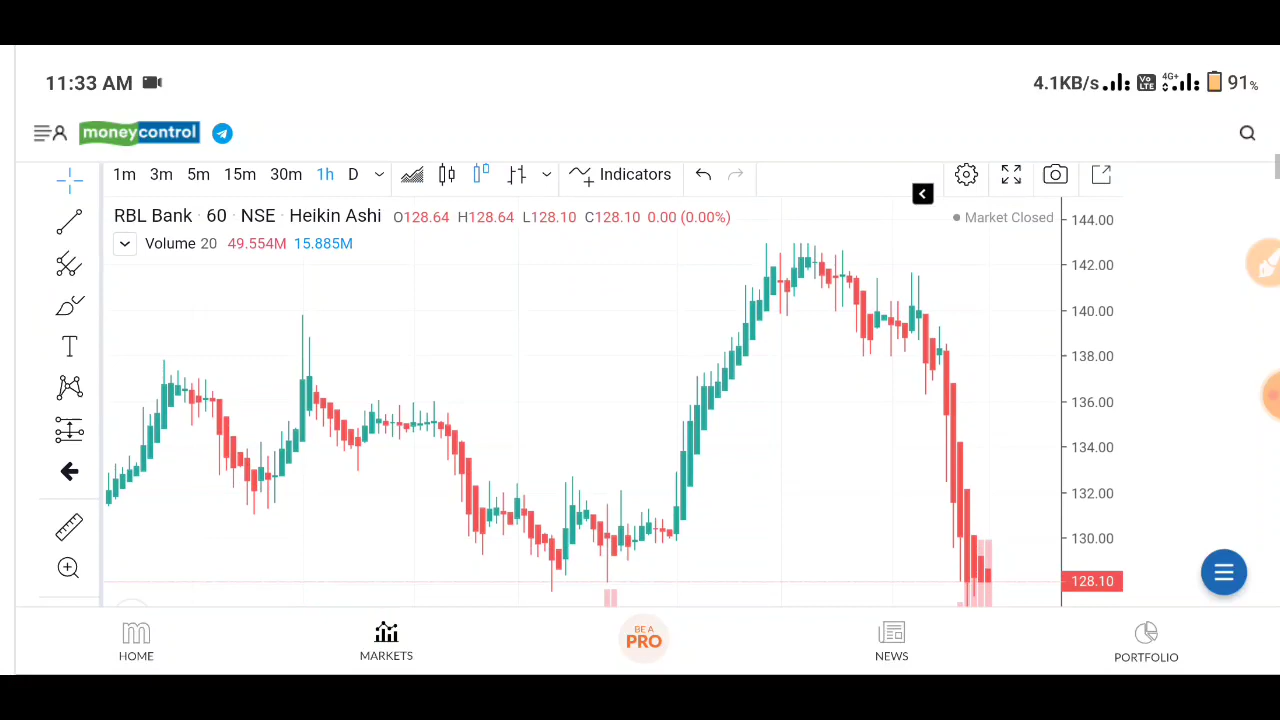 11:33 AM
4.1KB/s Vo LTE 4G+ 91%
moneycontrol
1m 3m 5m 15m 30m 1h D Indicators
RBL Bank · 60 · NSE · Heikin Ashi O128.64 H128.64 L128.10 C128.10 0.00 (0.00%)
Market Closed
Volume 20 49.554M 15.885M
144.00
142.00
140.00
138.00
136.00
134.00
132.00
130.00
128.10
T
HOME
MARKETS
BE A
PRO
NEWS
PORTFOLIO